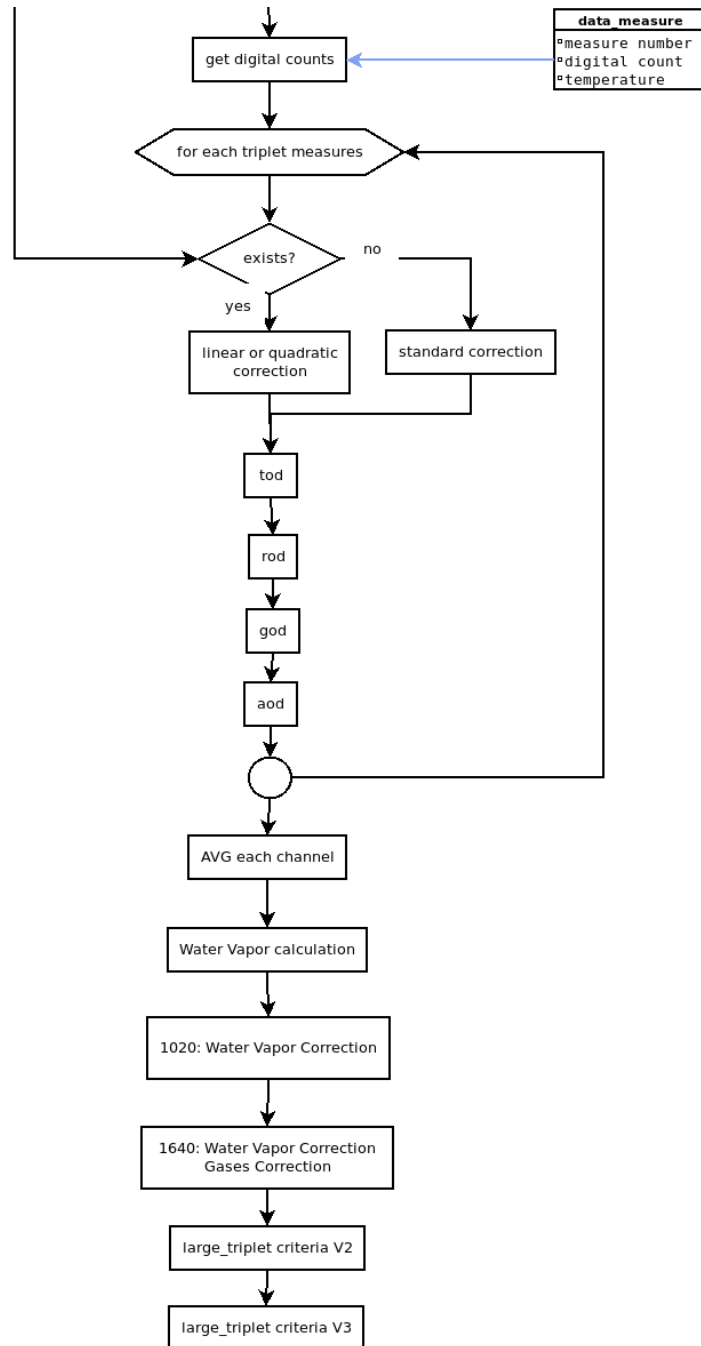 data_measure
measure number
digital count
temperature
get digital counts
for each triplet measures
exists?
no
yes
linear or quadratic
correction
standard correction
tod
rod
god
aod
AVG each channel
Water Vapor calculation
1020: Water Vapor Correction
1640: Water Vapor Correction
Gases Correction
large_triplet criteria V2
large_triplet criteria V3